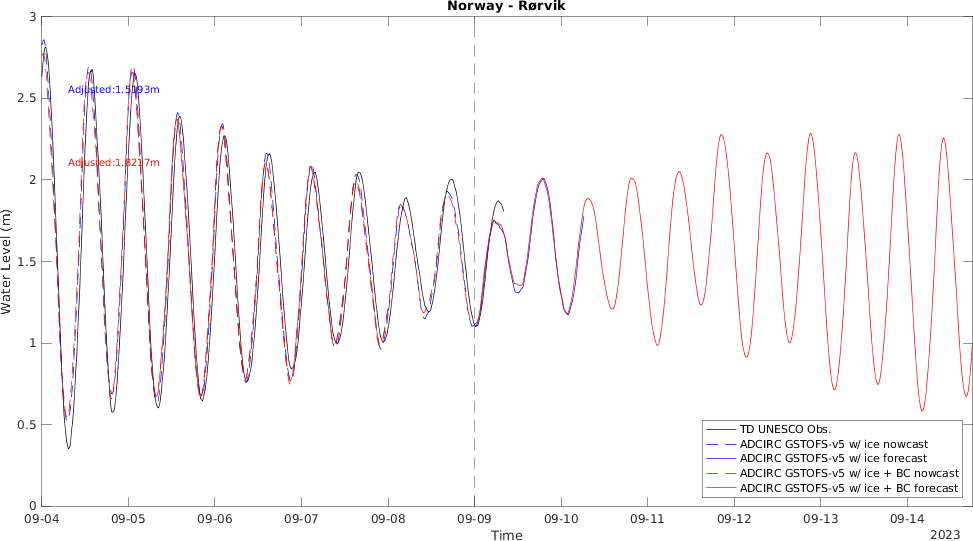 Norway - Rørvik
3
2.5
2
1.5
1
0.5
0
Water Level (m)
Adjusted:1.5193m
Adjusted:1.8217m
TD UNESCO Obs.
ADCIRC GSTOFS-v5 w/ ice nowcast
ADCIRC GSTOFS-v5 w/ ice forecast
ADCIRC GSTOFS-v5 w/ ice + BC nowcast
ADCIRC GSTOFS-v5 w/ ice + BC forecast
09-04 09-05 09-06 09-07 09-08 09-09 09-10 09-11 09-12 09-13 09-14
Time
2023